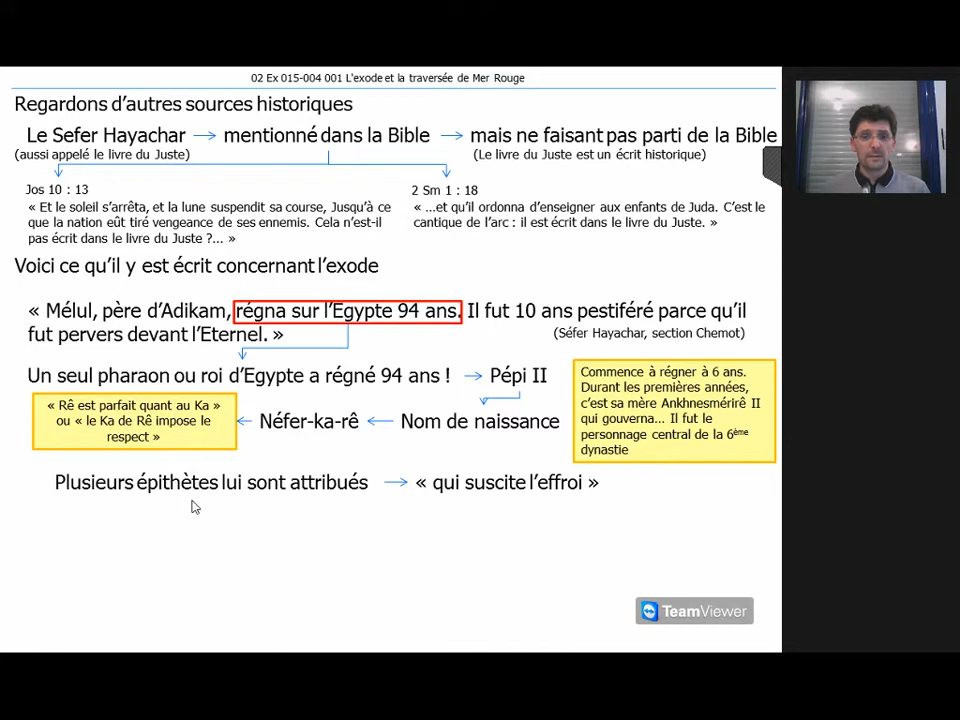 02 Ex 015-004 001 L'exode et la traversée de Mer Rouge
Regardons d'autres sources historiques
Le Sefer Hayachar → mentionné dans la Bible → mais ne faisant pas parti de la Bible
(aussi appelé le livre du Juste) (Le livre du Juste est un écrit historique)
Jos 10 : 13
« Et le soleil s'arrêta, et la lune suspendit sa course, Jusqu'à ce
que la nation eût tiré vengeance de ses ennemis. Cela n'est-il
pas écrit dans le livre du Juste ?... »
2 Sm 1 : 18
« ...et qu'il ordonna d'enseigner aux enfants de Juda. C'est le
cantique de l'arc : il est écrit dans le livre du Juste. »
Voici ce qu'il y est écrit concernant l'exode
« Mélul, père d'Adikam, régna sur l'Egypte 94 ans. Il fut 10 ans pestiféré parce qu'il
fut pervers devant l'Eternel. » (Séfer Hayachar, section Chemot)
Un seul pharaon ou roi d'Egypte a régné 94 ans ! → Pépi II
Commence à régner à 6 ans.
Durant les premières années,
c'est sa mère Ankhnesmérirê II
qui gouverna... Il fut le
personnage central de la 6ème
dynastie
« Rê est parfait quant au Ka »
ou « le Ka de Rê impose le
respect »
← Néfer-ka-rê ← Nom de naissance
Plusieurs épithètes lui sont attribués → « qui suscite l'effroi »
TeamViewer